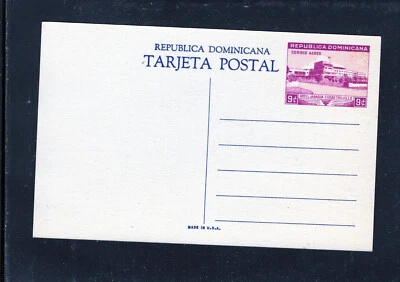 REPUBLICA DOMINICANA
TARJETA POSTAL
REPUBLICA DOMINICANA
CORREO AEREO
9¢ 9¢
MADE IN U.S.A.